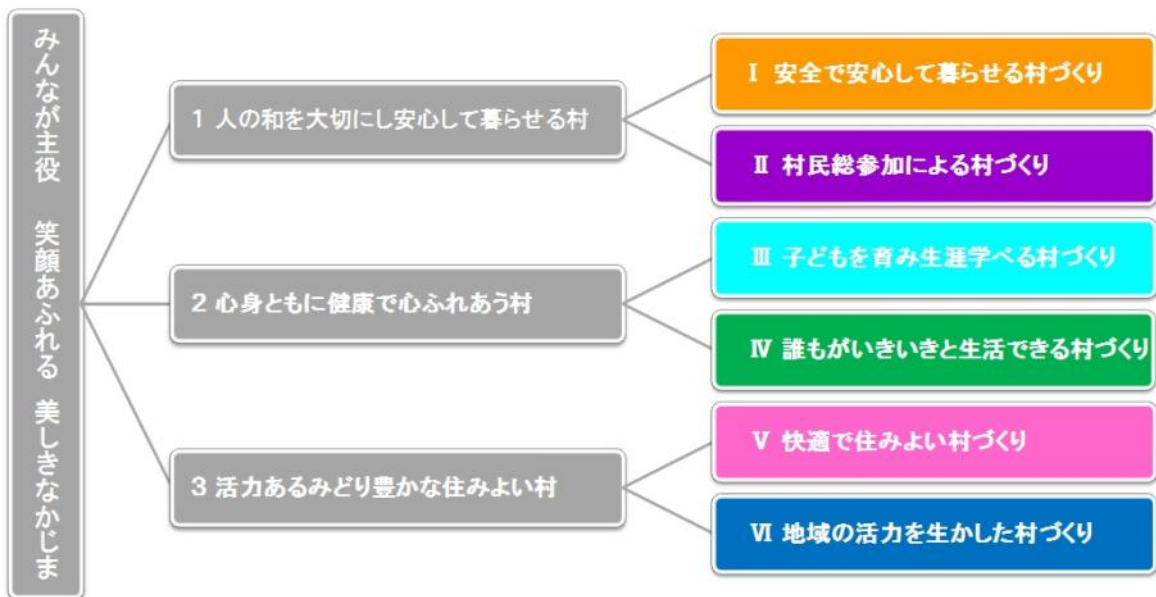 みんなが主役 笑顔あふれる 美しきなかじま
1 人の和を大切にし安心して暮らせる村
Ⅰ 安全で安心して暮らせる村づくり
Ⅱ 村民総参加による村づくり
2 心身ともに健康で心ふれあう村
Ⅲ 子どもを育み生涯学べる村づくり
Ⅳ 誰もがいきいきと生活できる村づくり
3 活力あるみどり豊かな住みよい村
Ⅴ 快適で住みよい村づくり
Ⅵ 地域の活力を生かした村づくり